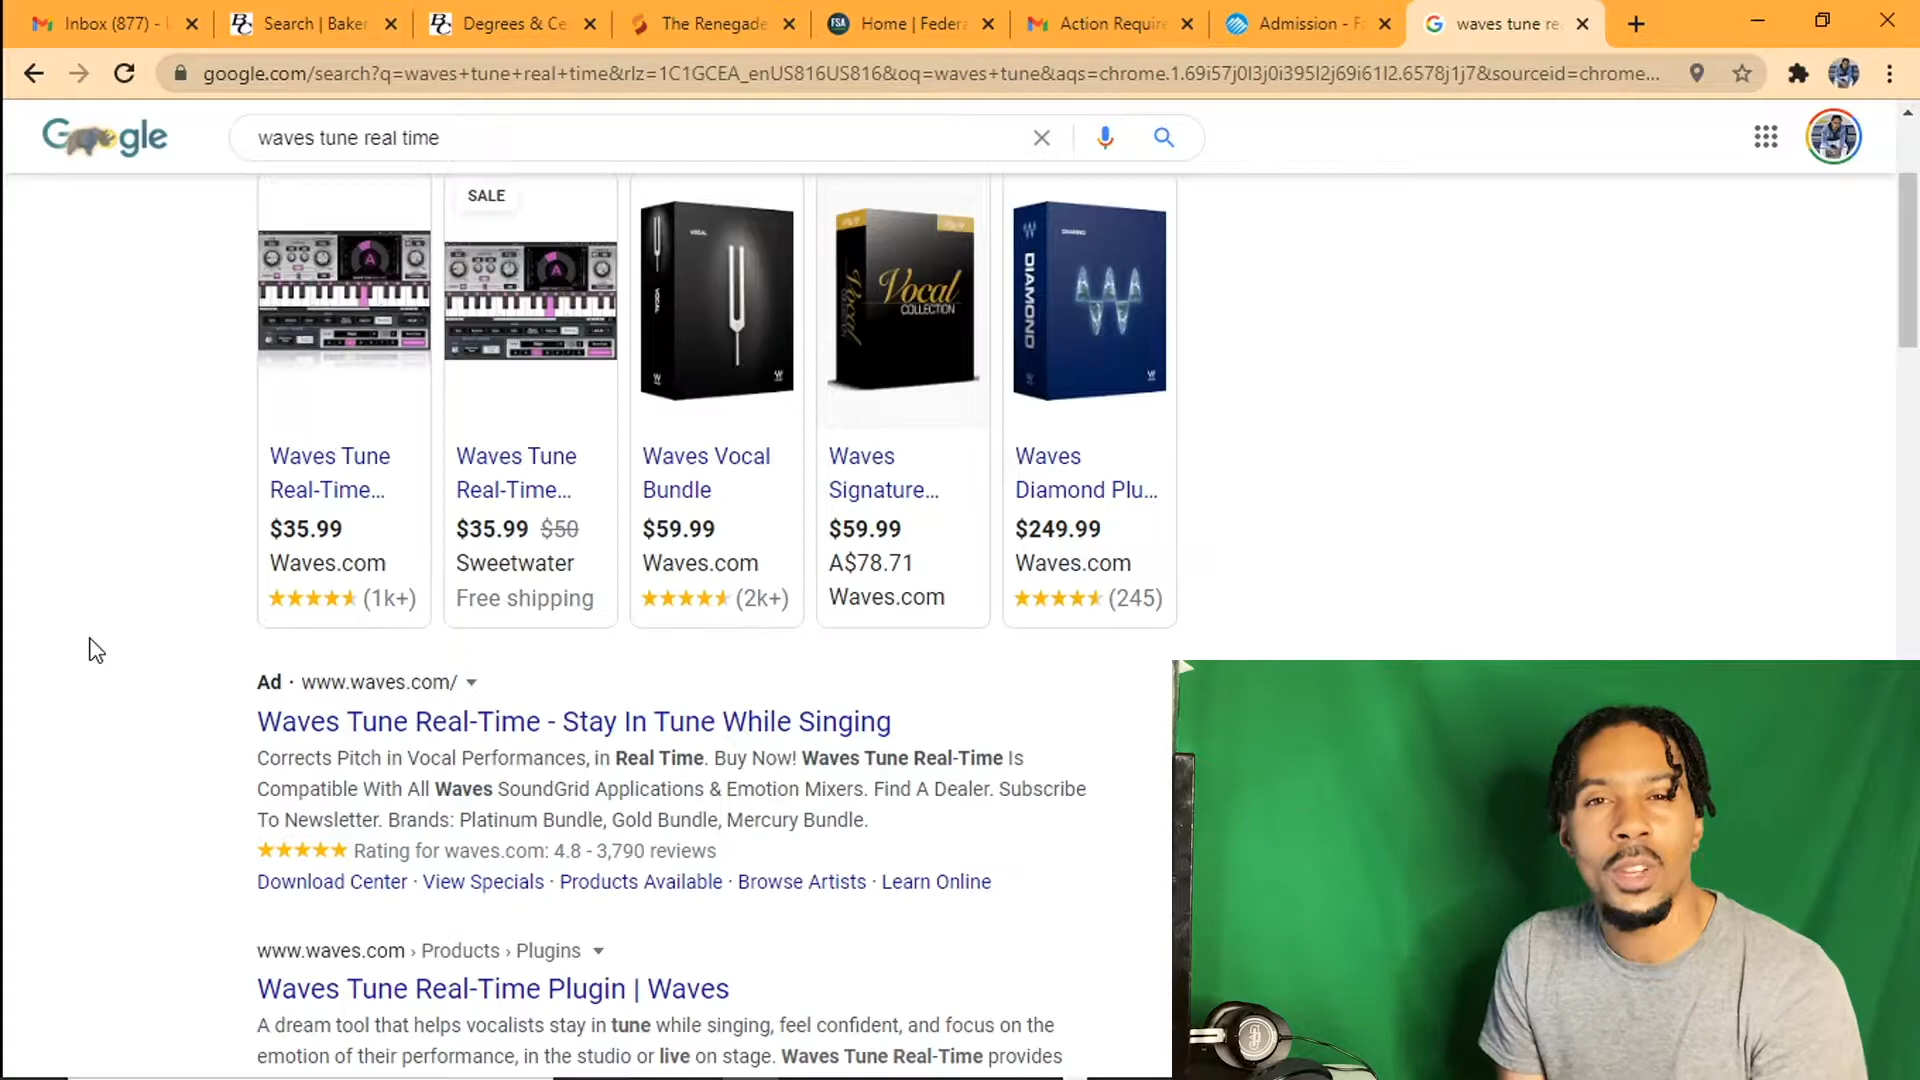 Inbox (877) -
Search | Baker
Degrees & Ce
The Renegade
FSA
Home | Federa
Action Require
Admission - F
waves tune re
google.com/search?q=waves+tune+real+time&rlz=1C1GCEA_enUS816US816&oq=waves+tune&aqs=chrome.1.69i57j0l3j0i395l2j69i61l2.6578j1j7&sourceid=chrome...
Google
waves tune real time
SALE
A
A
VOCAL
VOCAL
Vocal
COLLECTION
Vocal
DIAMOND
DIAMOND
Waves Tune
Real-Time...
$35.99
Waves.com
(1k+)
Waves Tune
Real-Time...
$35.99 $50
Sweetwater
Free shipping
Waves Vocal
Bundle
$59.99
Waves.com
(2k+)
Waves
Signature...
$59.99
A$78.71
Waves.com
Waves
Diamond Plu...
$249.99
Waves.com
(245)
Ad · www.waves.com/
Waves Tune Real-Time - Stay In Tune While Singing
Corrects Pitch in Vocal Performances, in Real Time. Buy Now! Waves Tune Real-Time Is
Compatible With All Waves SoundGrid Applications & Emotion Mixers. Find A Dealer. Subscribe
To Newsletter. Brands: Platinum Bundle, Gold Bundle, Mercury Bundle.
Rating for waves.com: 4.8 - 3,790 reviews
Download Center · View Specials · Products Available · Browse Artists · Learn Online
www.waves.com › Products › Plugins
Waves Tune Real-Time Plugin | Waves
A dream tool that helps vocalists stay in tune while singing, feel confident, and focus on the
emotion of their performance, in the studio or live on stage. Waves Tune Real-Time provides